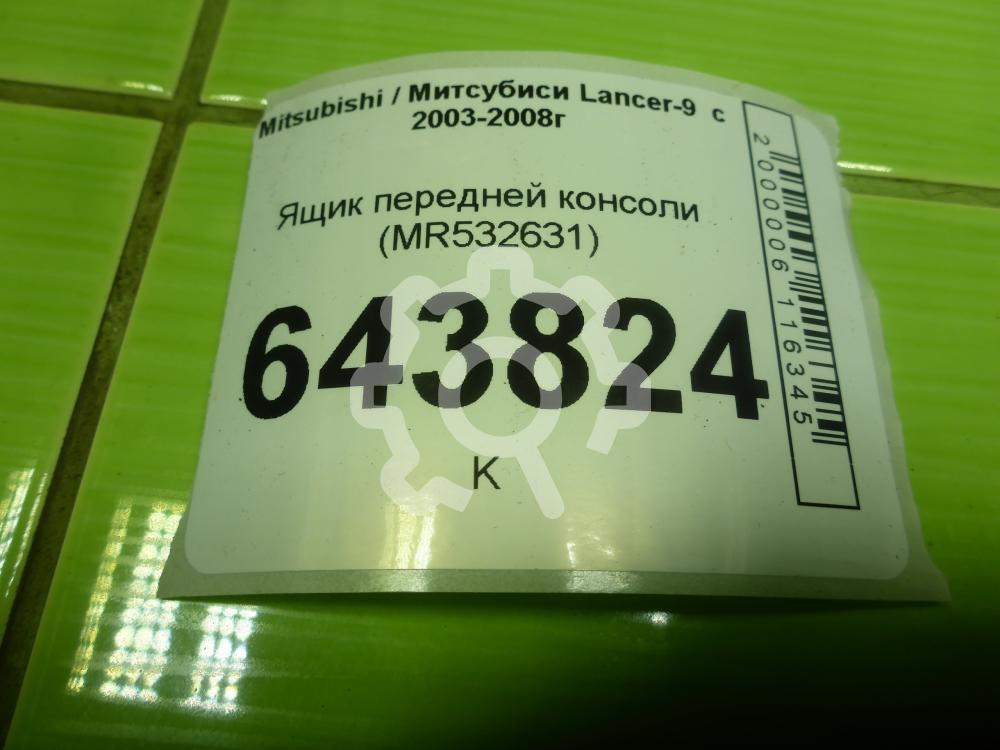 Mitsubishi / Митсубиси Lancer-9 с
2003-2008г
Ящик передней консоли
(MR532631)
643824
К
2000006116345